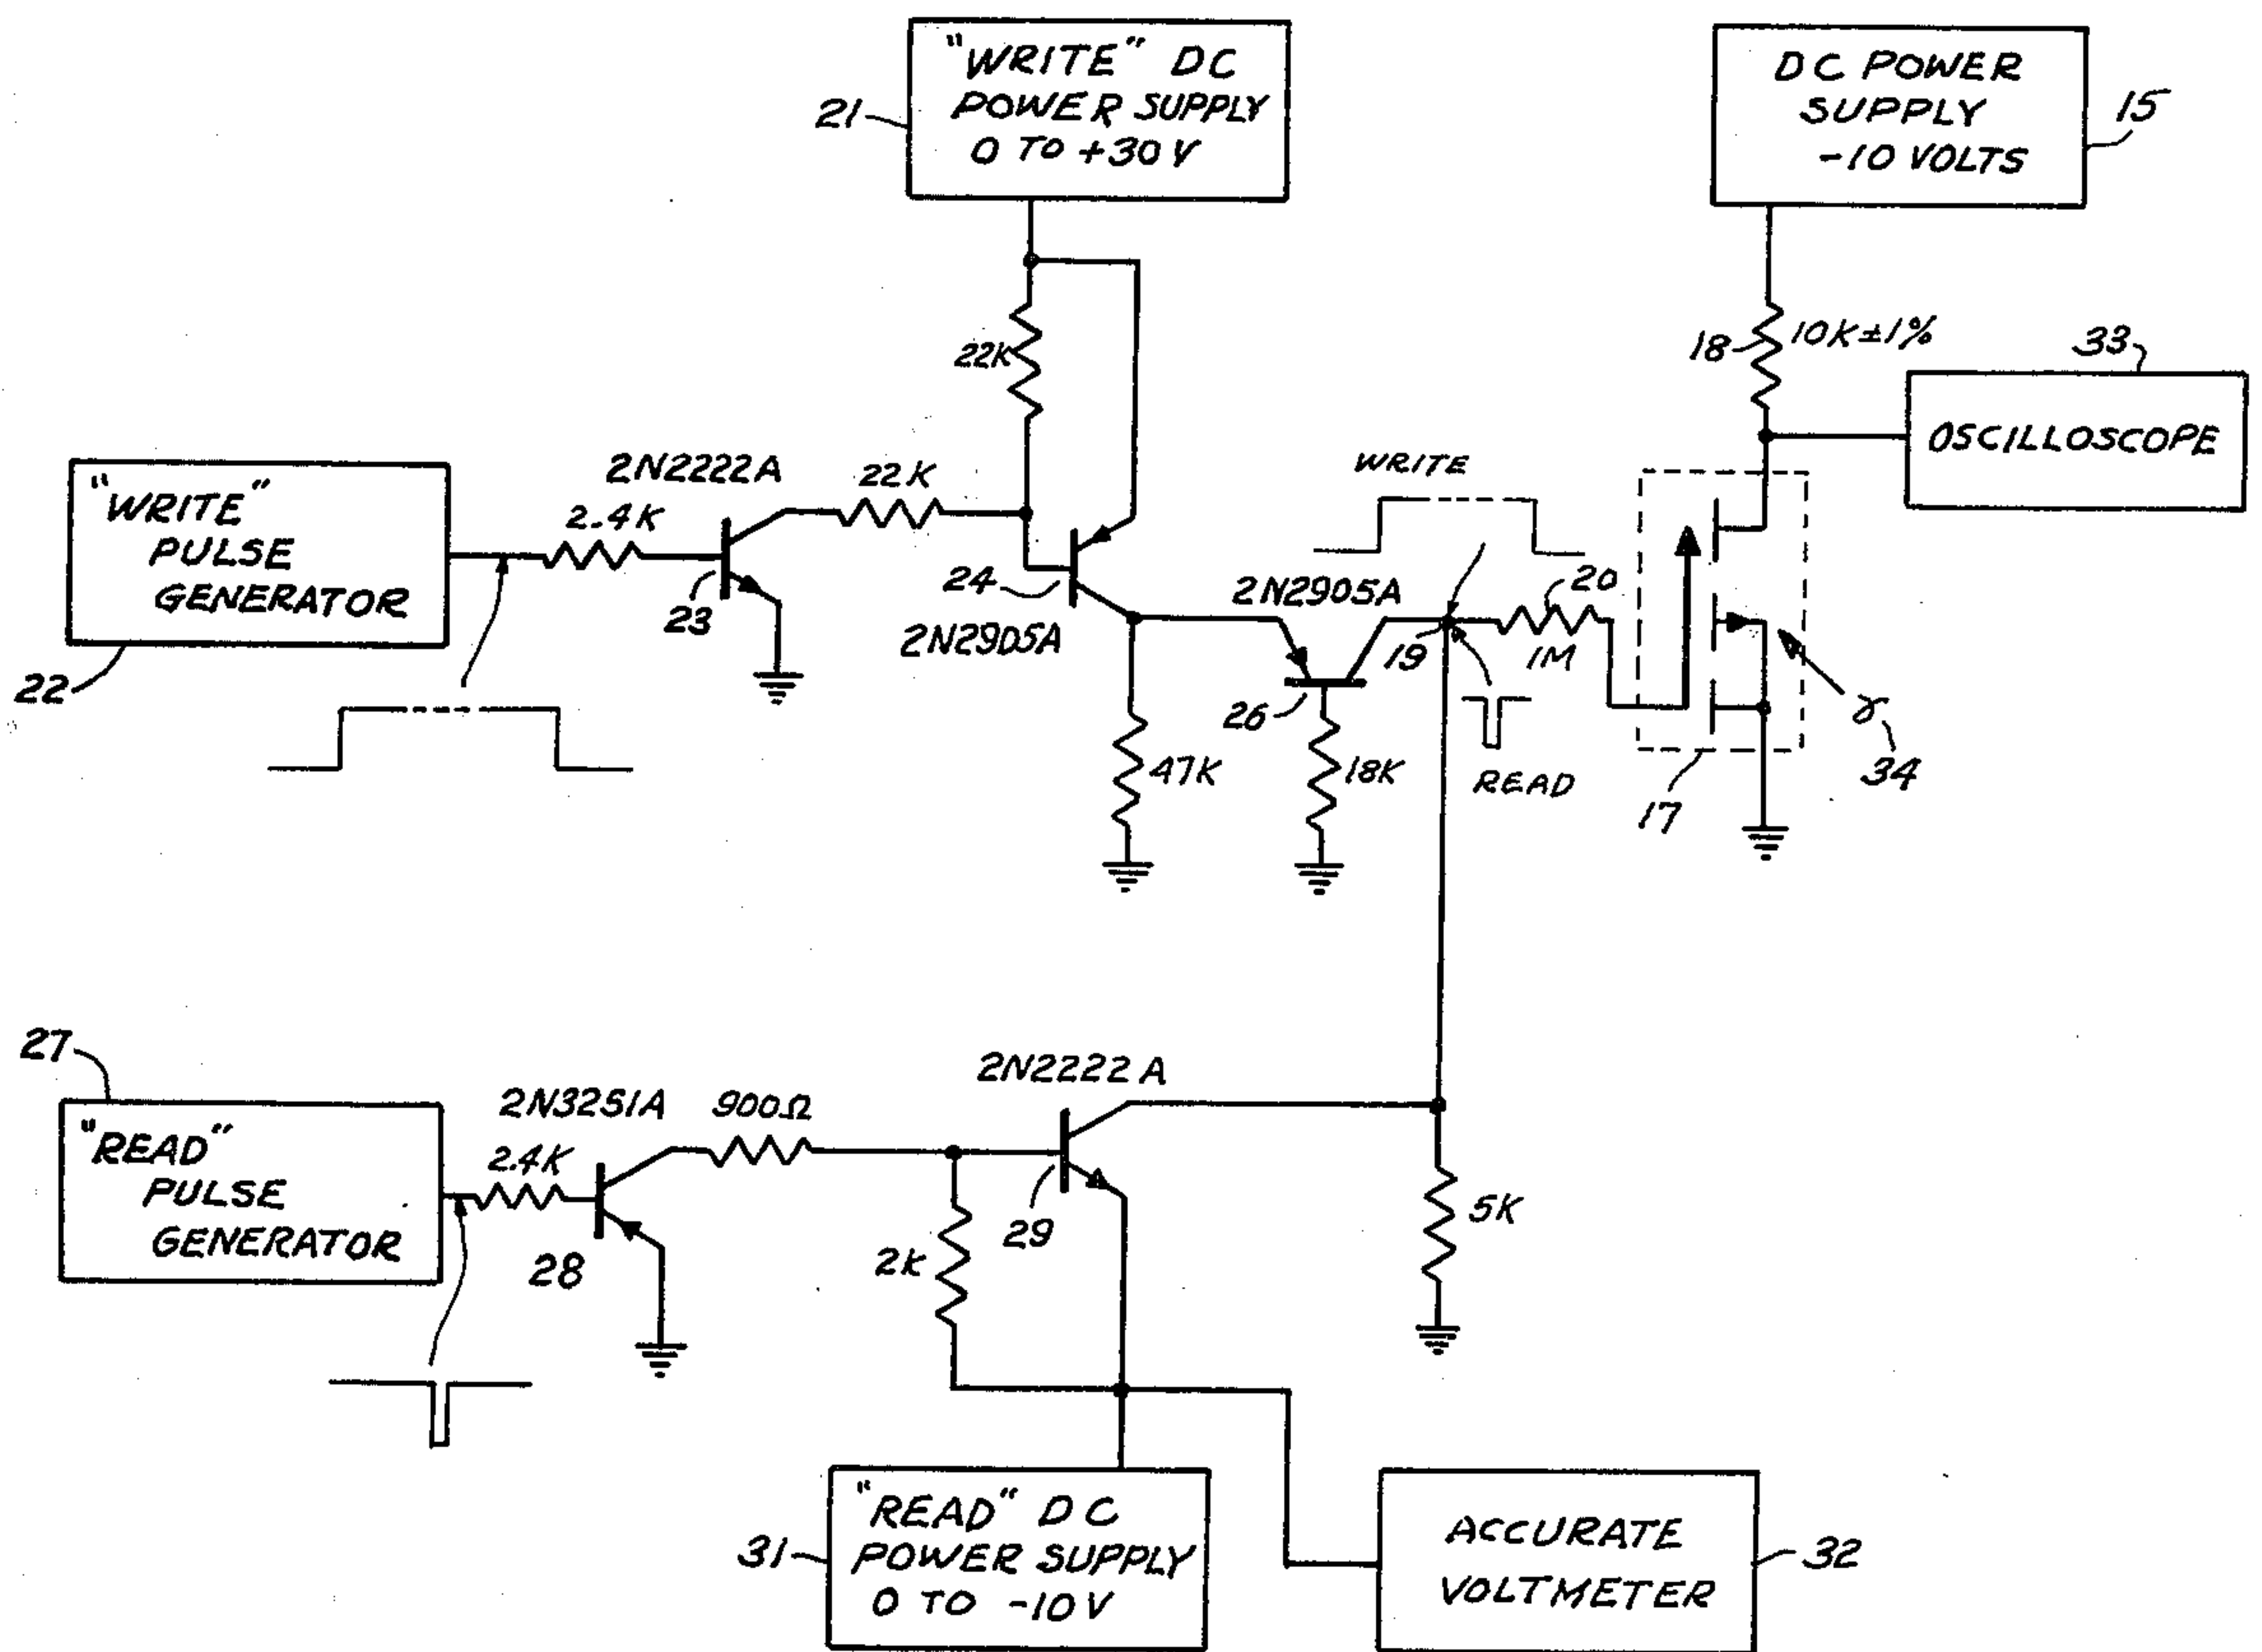 "WRITE" DC
POWER SUPPLY
0 TO +30 V
21
DC POWER
SUPPLY
-10 VOLTS
15
22K
18
10K±1%
33
OSCILLOSCOPE
"WRITE"
PULSE
GENERATOR
22
2.4K
2N2222A
23
22K
24
2N2905A
WRITE
2N2905A
26
19
20
1M
47K
18K
READ
17
γ
34
27
"READ"
PULSE
GENERATOR
2N3251A
2.4K
28
900Ω
2N2222A
29
2K
5K
"READ" DC
POWER SUPPLY
0 TO -10V
31
ACCURATE
VOLTMETER
32